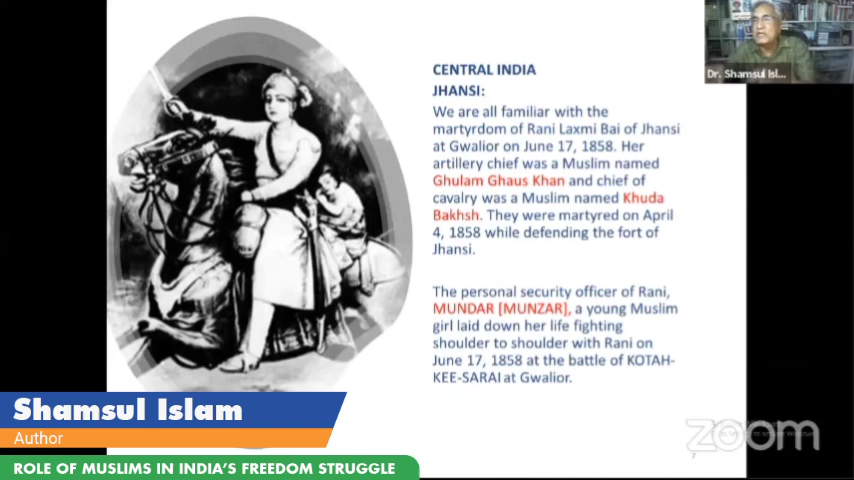 CENTRAL INDIA
JHANSI:
We are all familiar with the
martyrdom of Rani Laxmi Bai of Jhansi
at Gwalior on June 17, 1858. Her
artillery chief was a Muslim named
Ghulam Ghaus Khan and chief of
cavalry was a Muslim named Khuda
Bakhsh. They were martyred on April
4, 1858 while defending the fort of
Jhansi.
The personal security officer of Rani,
MUNDAR [MUNZAR], a young Muslim
girl laid down her life fighting
shoulder to shoulder with Rani on
June 17, 1858 at the battle of KOTAH-
KEE-SARAI at Gwalior.
Dr. Shamsul Isl...
Shamsul Islam
Author
ROLE OF MUSLIMS IN INDIA'S FREEDOM STRUGGLE
zoom
7